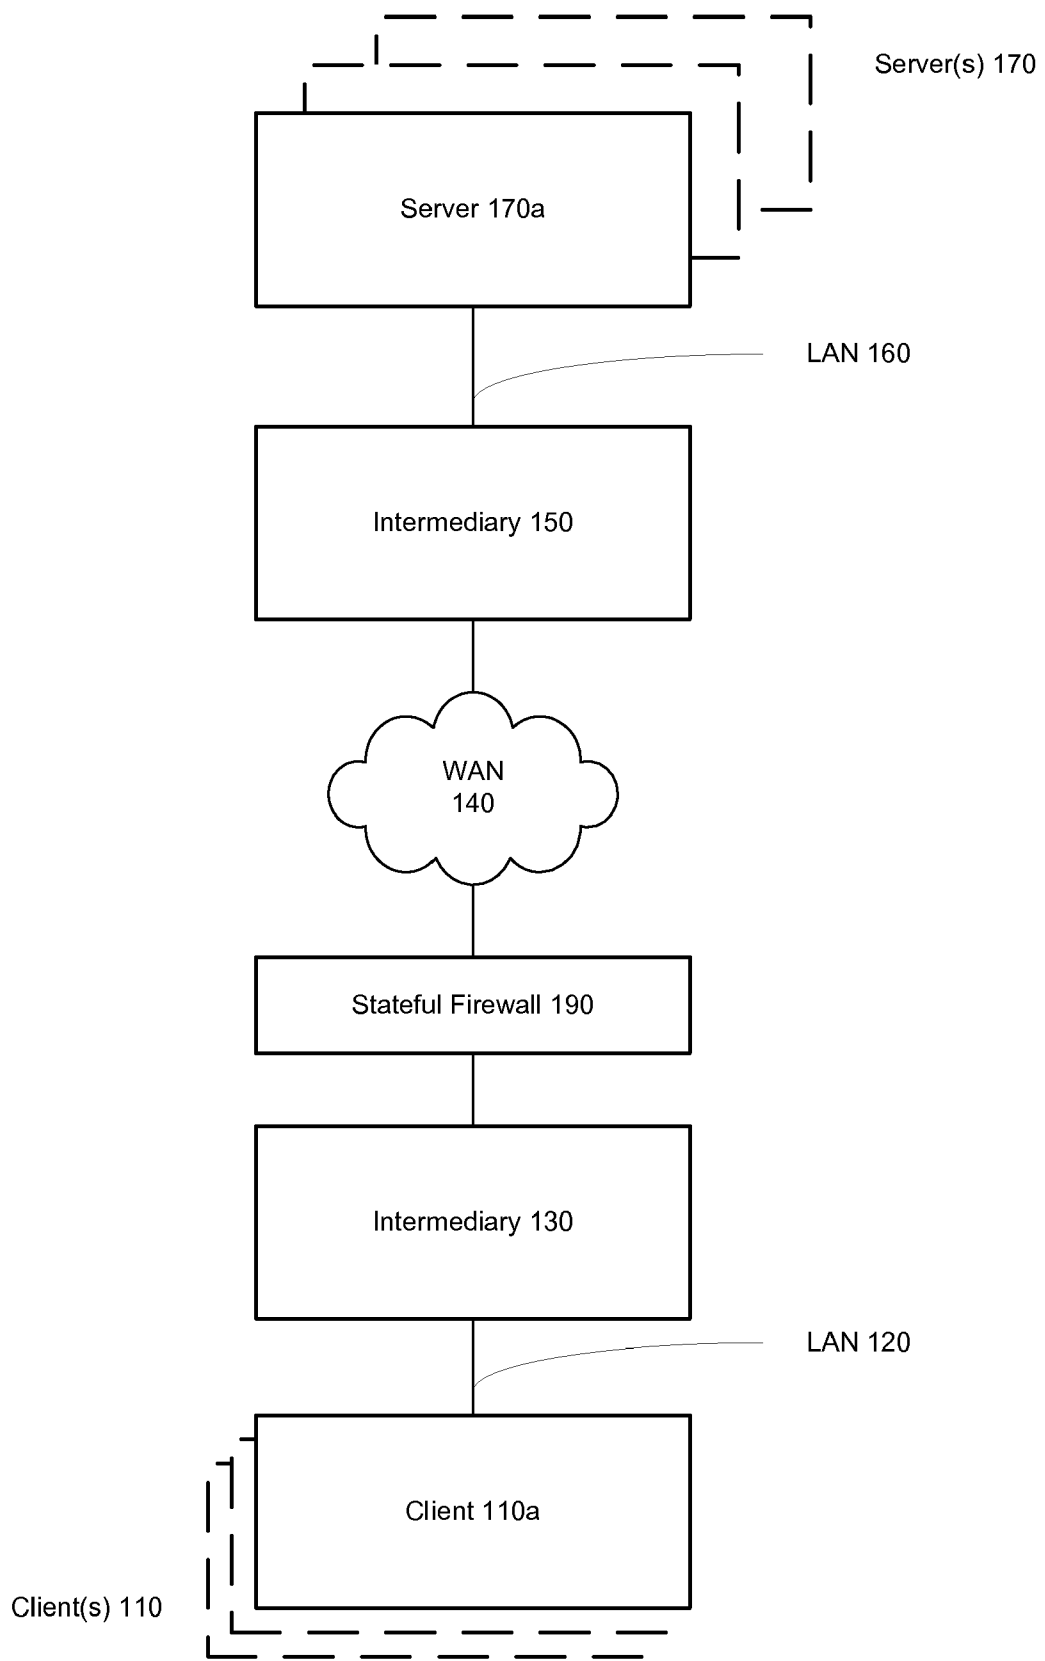 Server(s) 170
Server 170a
LAN 160
Intermediary 150
WAN
140
Stateful Firewall 190
Intermediary 130
LAN 120
Client 110a
Client(s) 110